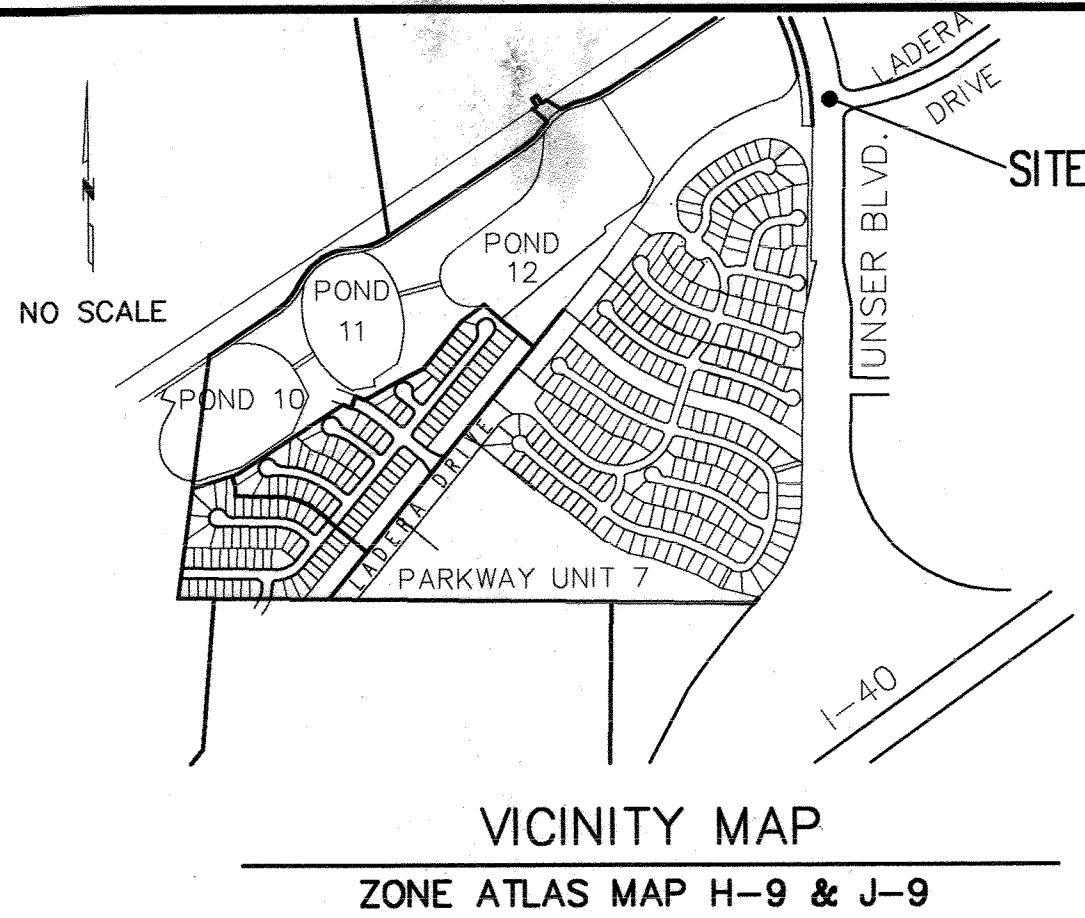 LADERA
DRIVE
SITE
UNSER BLVD.
N
NO SCALE
POND
12
POND
11
POND 10
LADERA DRIVE
PARKWAY UNIT 7
I-40
VICINITY MAP
ZONE ATLAS MAP H-9 & J-9